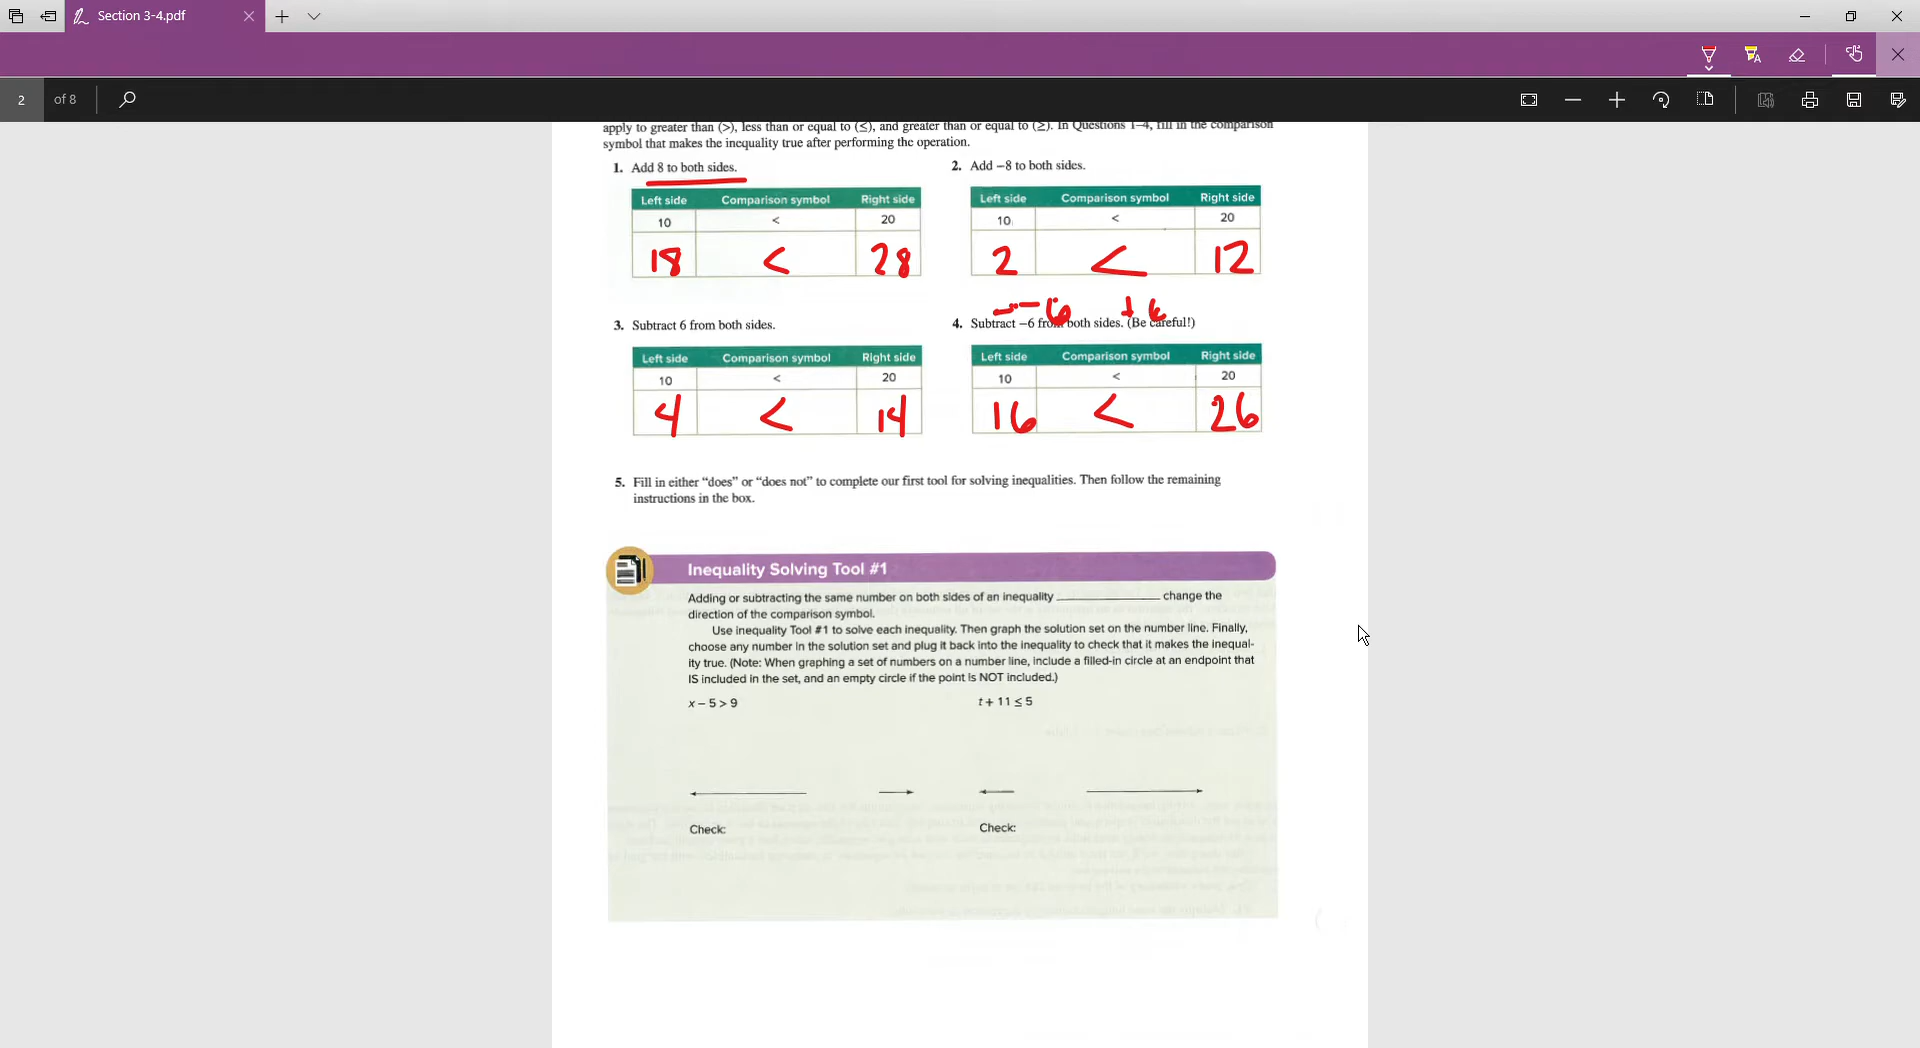 Section 3-4.pdf
2 of 8
apply to greater than (>), less than or equal to (≤), and greater than or equal to (≥). In Questions 1–4, fill in the comparison
symbol that makes the inequality true after performing the operation.
1. Add 8 to both sides.
Left side Comparison symbol Right side
10 < 20
18 < 28
2. Add −8 to both sides.
Left side Comparison symbol Right side
10 < 20
2 < 12
3. Subtract 6 from both sides.
Left side Comparison symbol Right side
10 < 20
4 < 14
- - 6 + 6
4. Subtract −6 from both sides. (Be careful!)
Left side Comparison symbol Right side
10 < 20
16 < 26
5. Fill in either “does” or “does not” to complete our first tool for solving inequalities. Then follow the remaining
instructions in the box.
Inequality Solving Tool #1
Adding or subtracting the same number on both sides of an inequality ____________ change the
direction of the comparison symbol.
Use inequality Tool #1 to solve each inequality. Then graph the solution set on the number line. Finally,
choose any number in the solution set and plug it back into the inequality to check that it makes the inequal-
ity true. (Note: When graphing a set of numbers on a number line, include a filled-in circle at an endpoint that
IS included in the set, and an empty circle if the point is NOT included.)
x – 5 > 9
t + 11 ≤ 5
Check:
Check: